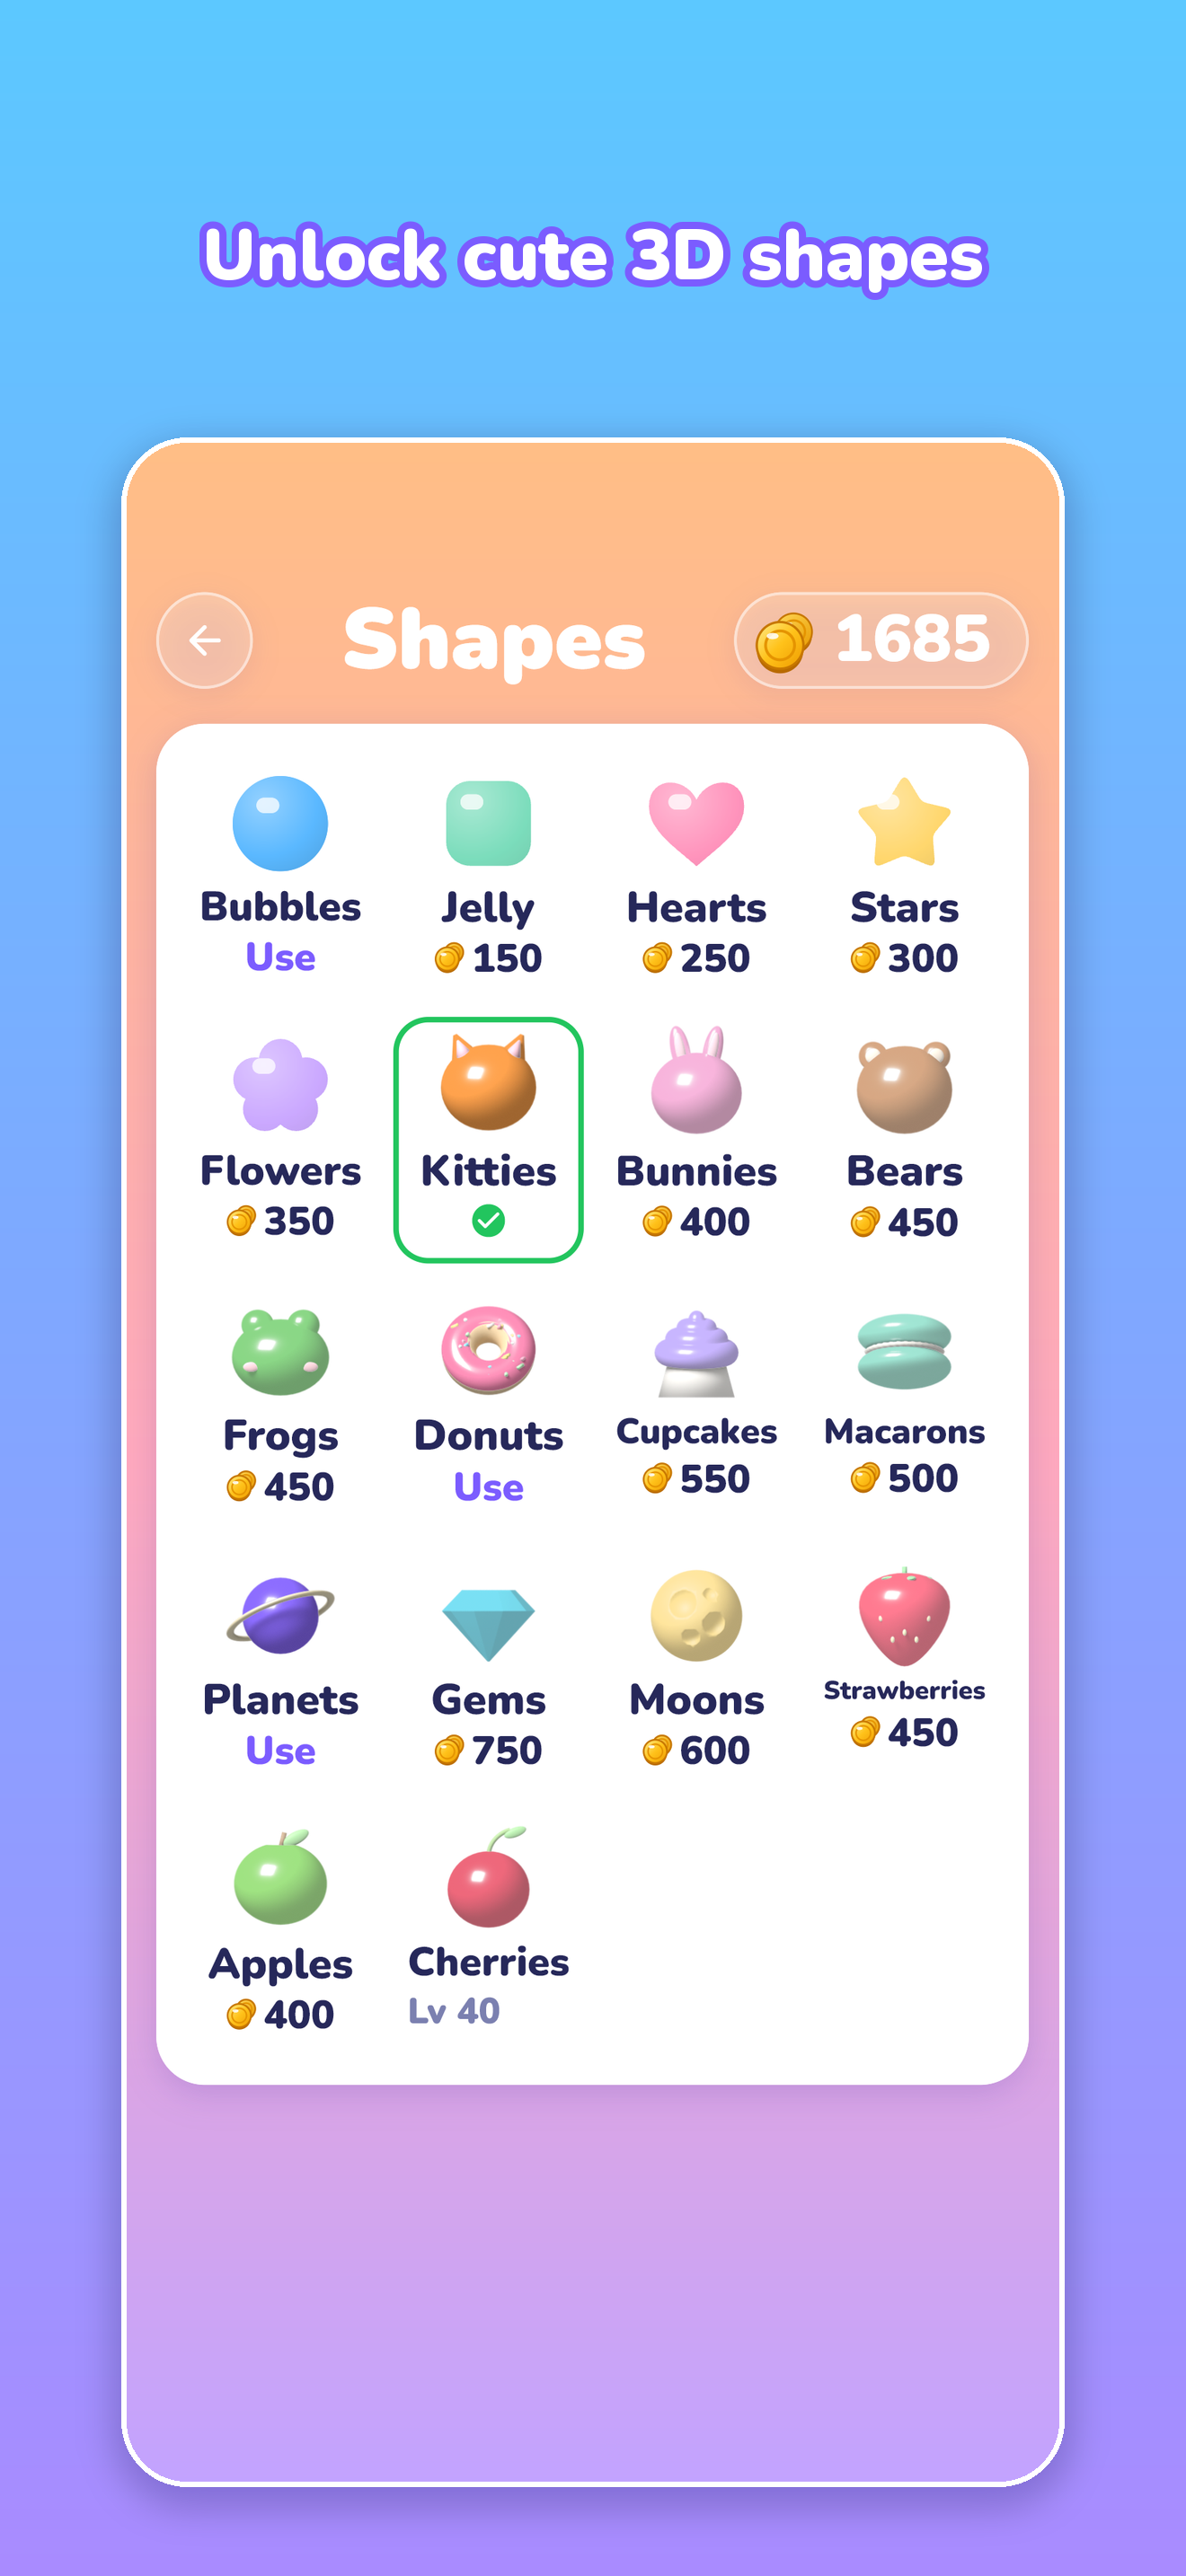 Unlock cute 3D shapes
Shapes
1685
Bubbles
Use
Jelly
150
Hearts
250
Stars
300
Flowers
350
Kitties
Bunnies
400
Bears
450
Frogs
450
Donuts
Use
Cupcakes
550
Macarons
500
Planets
Use
Gems
750
Moons
600
Strawberries
450
Apples
400
Cherries
Lv 40